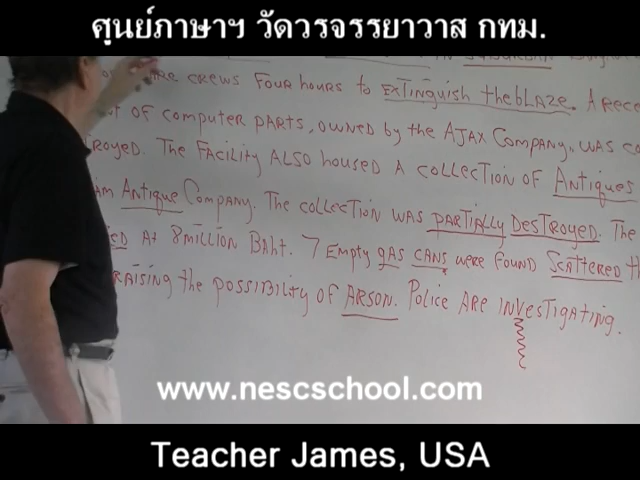 ศูนย์ภาษาฯ วัดวรจรรยาวาส กทม.
IN SUBURBAN
CREWS FOUR HOURS to EXTINGUISH the BLAZE. A
OF COMPUTER PARTS, OWNED by the AJAX COMPANY, WAS
The FACILITY ALSO housed A COLLECTION OF ANTIQUES
ANTIQUE COMPANY. The COLLECTION WAS PARTIALLY DESTROYED. The
At 8 MILLION BAht. 7 EMPTY gAS CANS WERE FOUND SCATTERED
RAISING the POSSIBILITY OF ARSON. POLICE ARE INVESTIGATING.
www.nescschool.com
Teacher James, USA